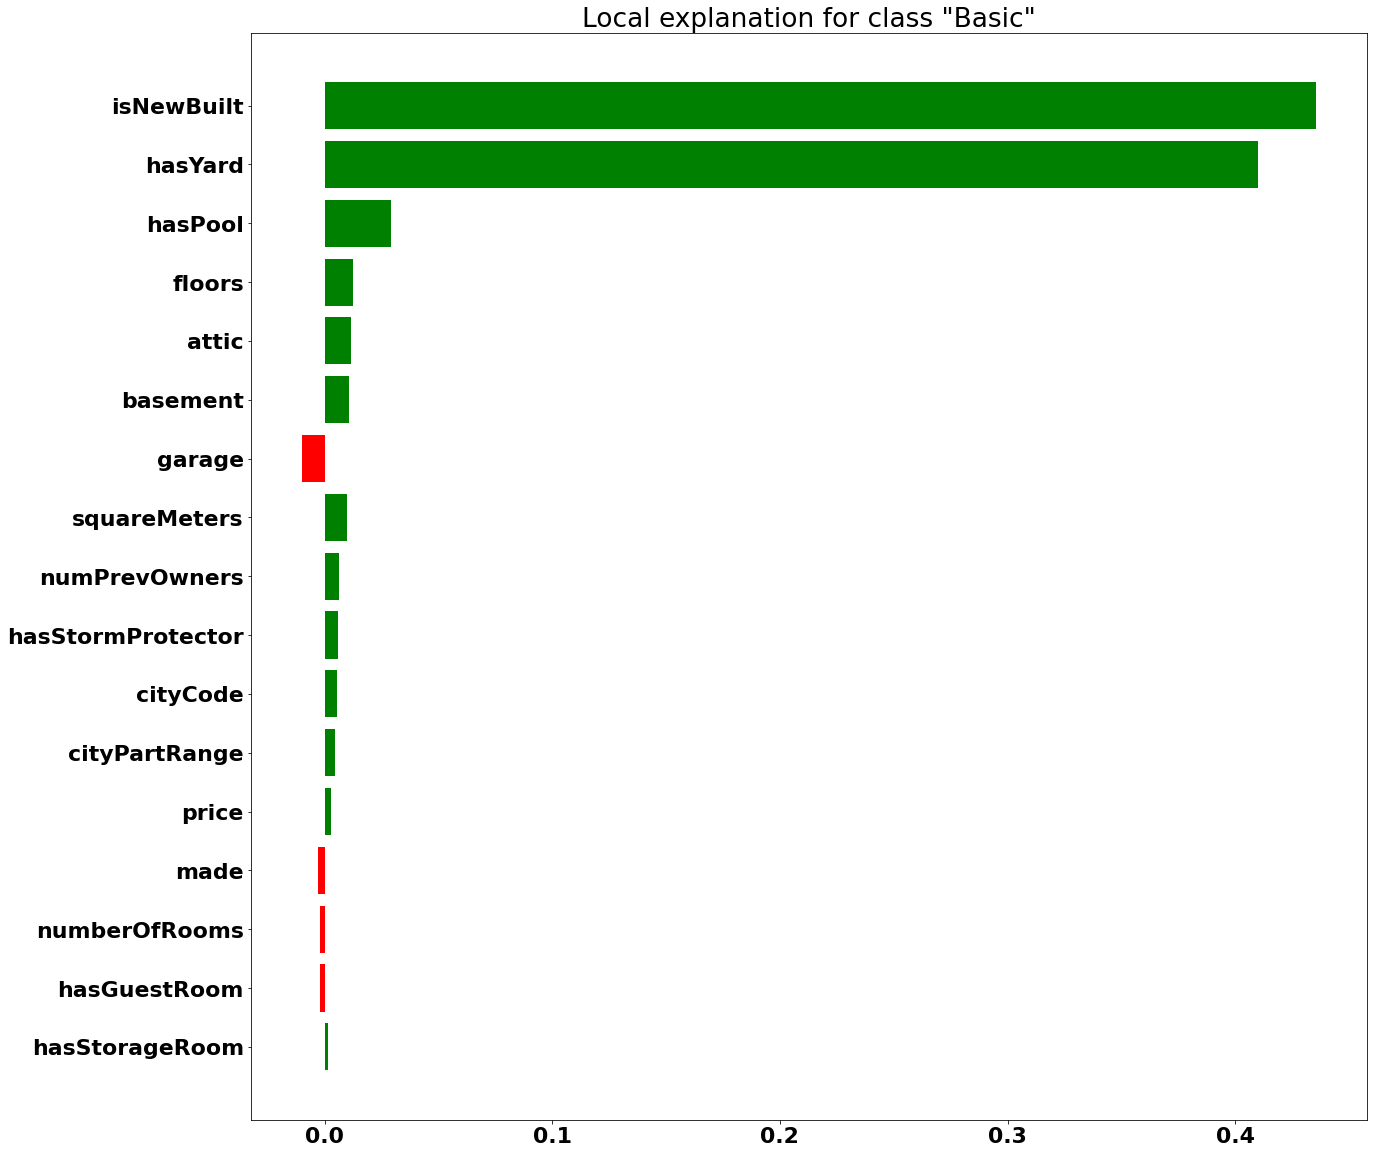 Local explanation for class "Basic"
isNewBuilt
hasYard
hasPool
floors
attic
basement
garage
squareMeters
numPrevOwners
hasStormProtector
cityCode
cityPartRange
price
made
numberOfRooms
hasGuestRoom
hasStorageRoom
0.0 0.1 0.2 0.3 0.4